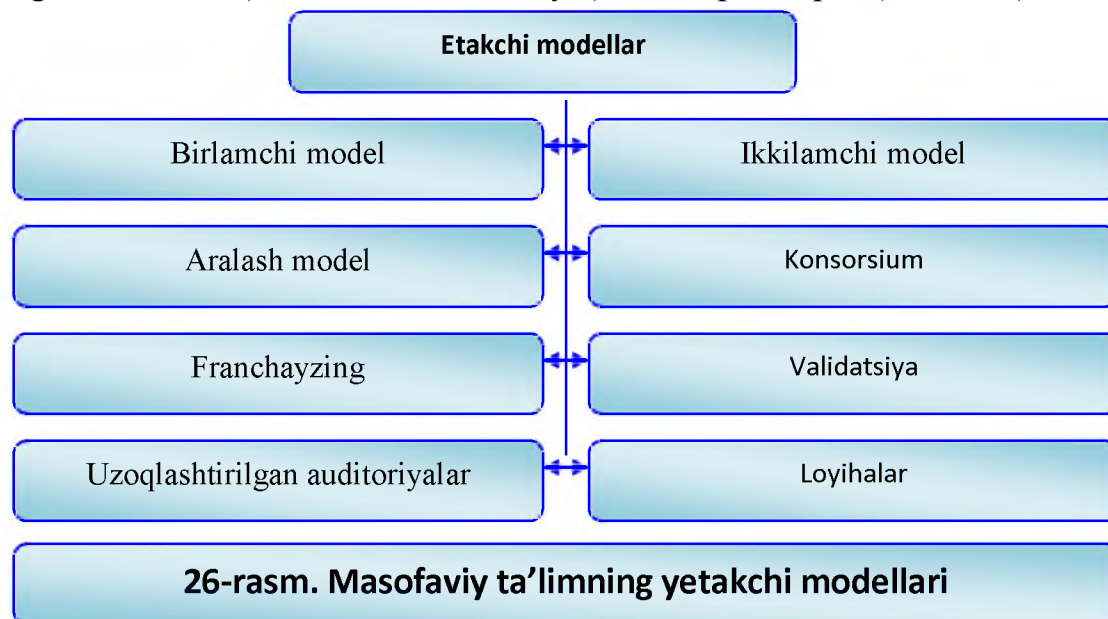 Etakchi modellar
Birlamchi model
Ikkilamchi model
Aralash model
Konsorsium
Franchayzing
Validatsiya
Uzoqlashtirilgan auditoriyalar
Loyihalar
26-rasm. Masofaviy ta’limning yetakchi modellari